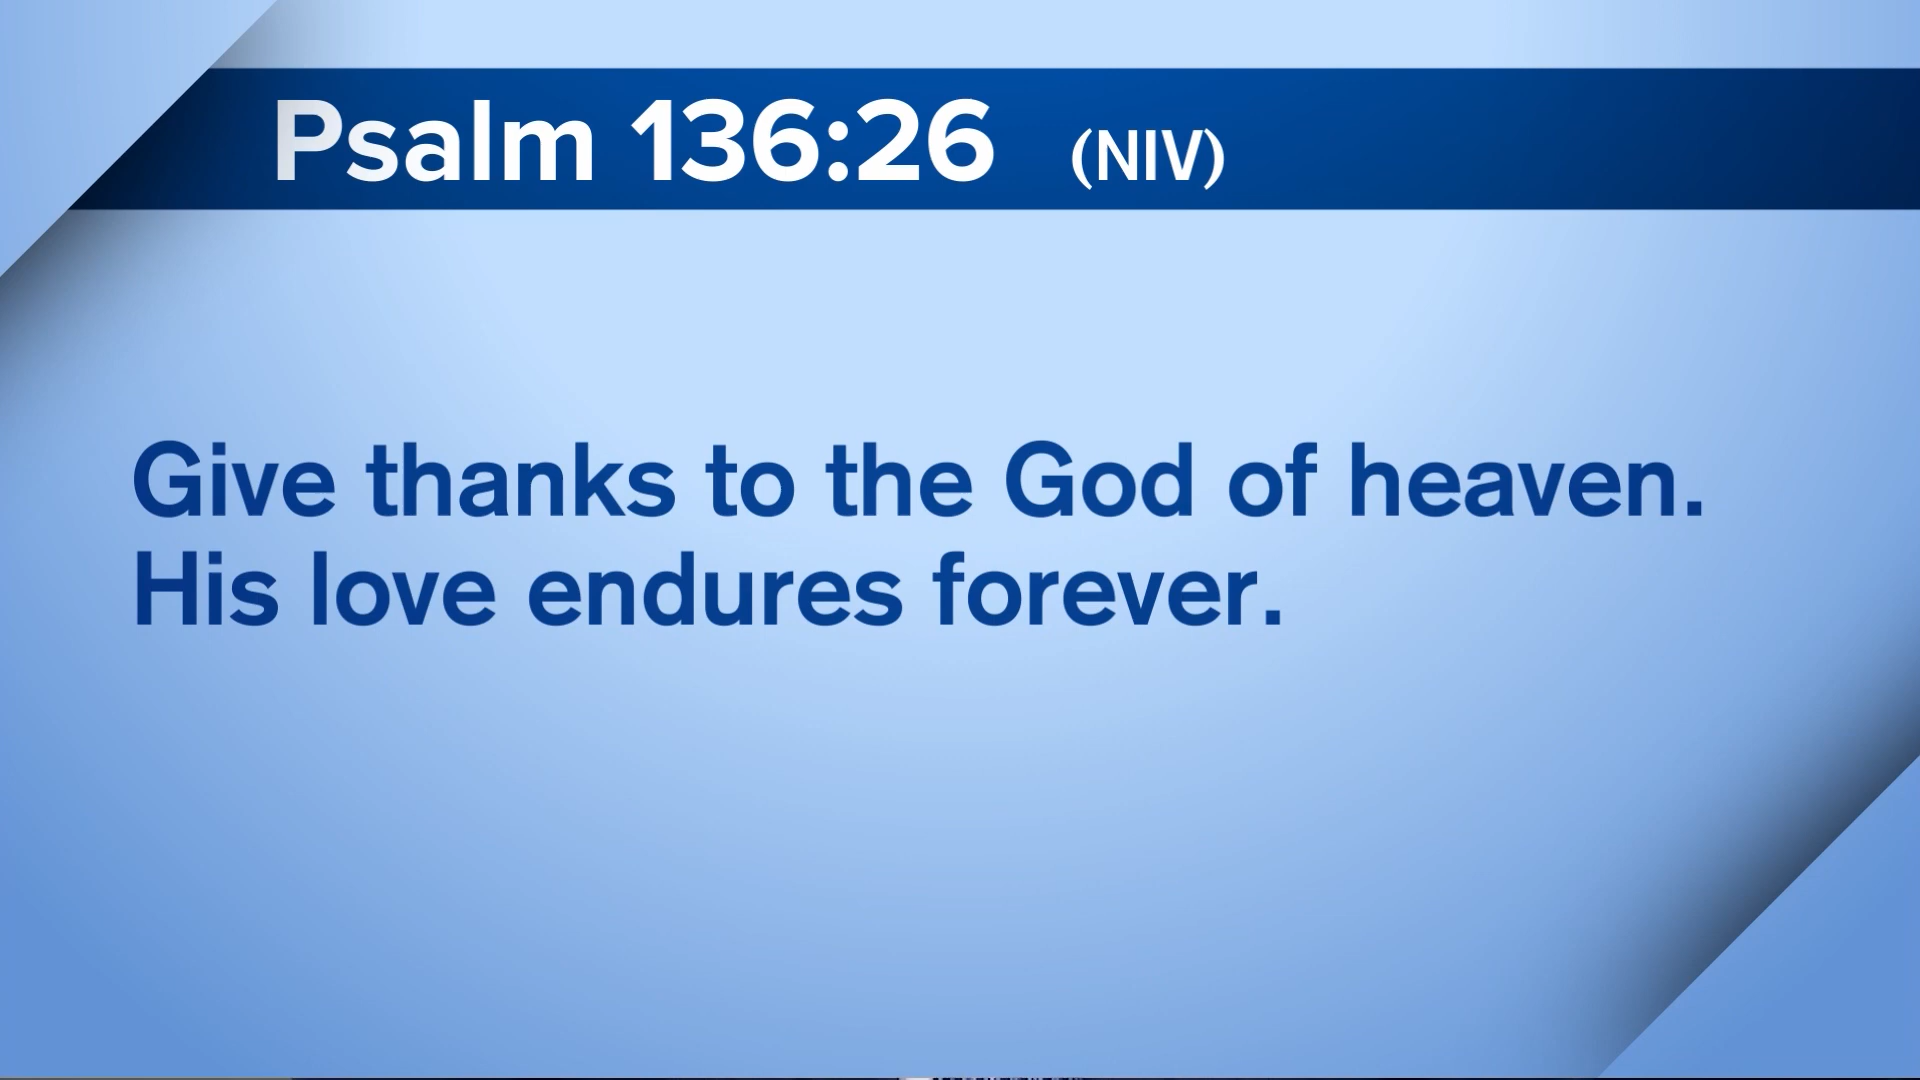 Psalm 136:26 (NIV)
Give thanks to the God of heaven.
His love endures forever.